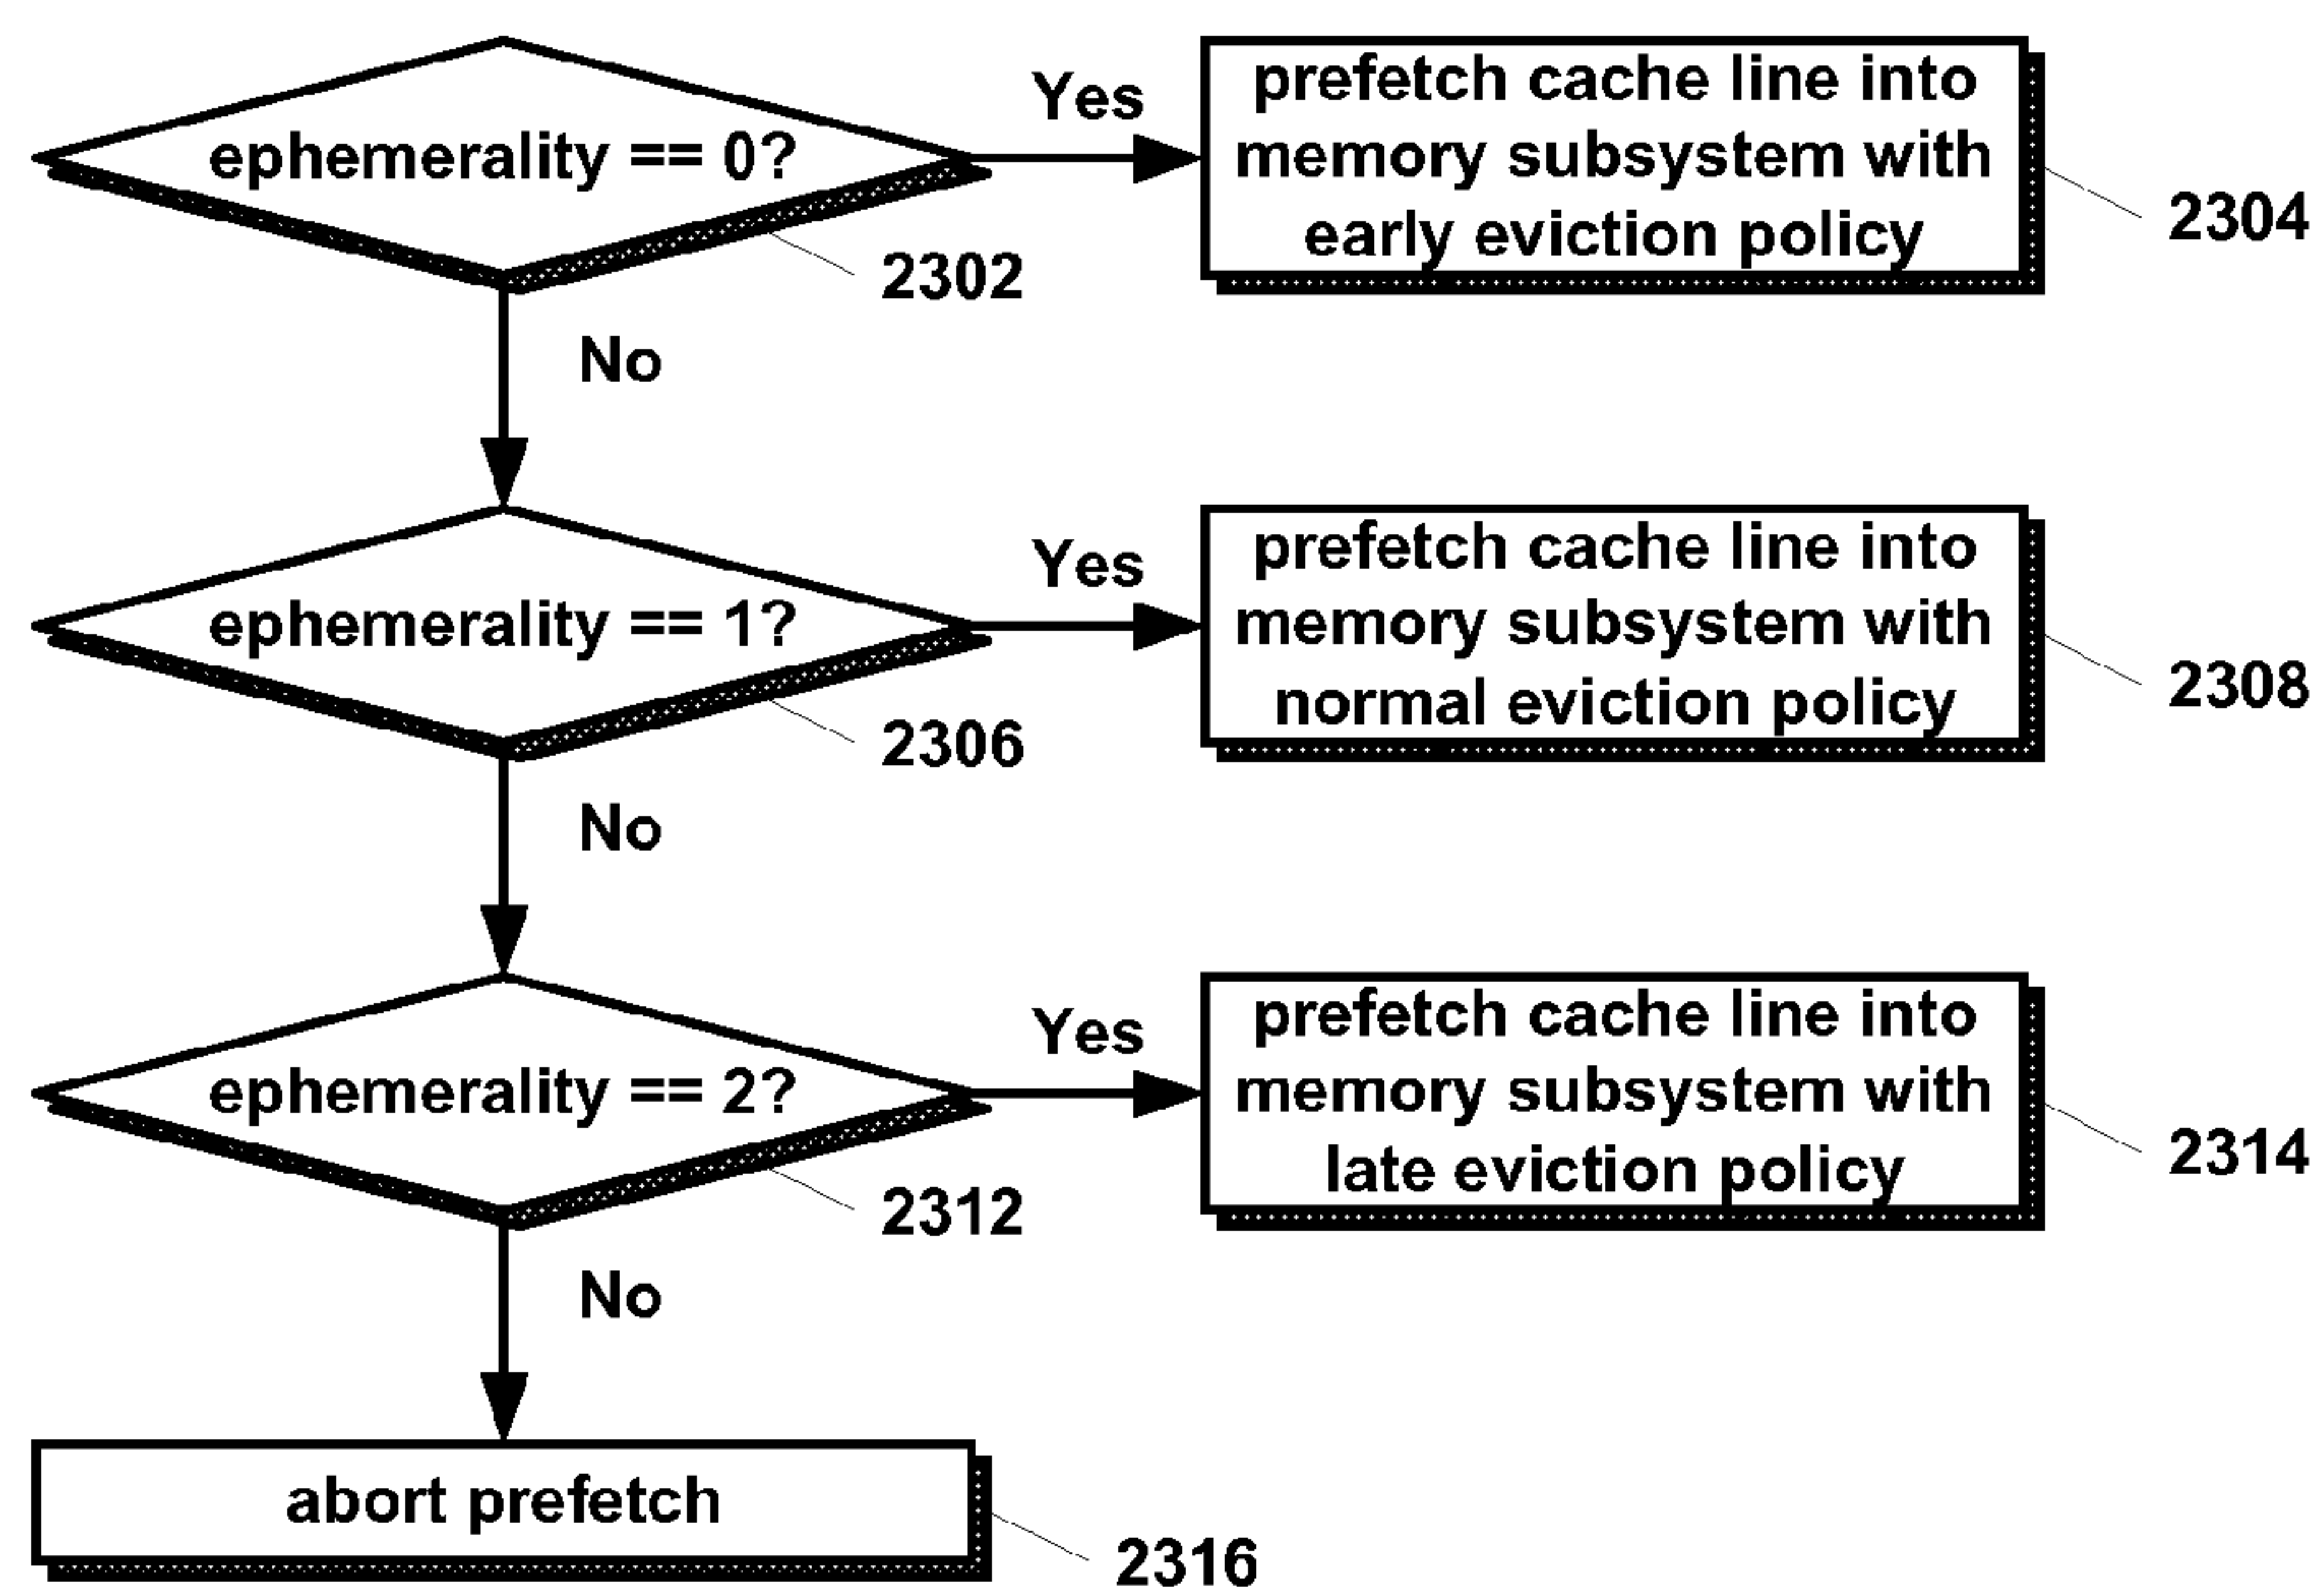 ephemerality == 0?
Yes
prefetch cache line into
memory subsystem with
early eviction policy
2304
2302
No
ephemerality == 1?
Yes
prefetch cache line into
memory subsystem with
normal eviction policy
2308
2306
No
ephemerality == 2?
Yes
prefetch cache line into
memory subsystem with
late eviction policy
2314
2312
No
abort prefetch
2316